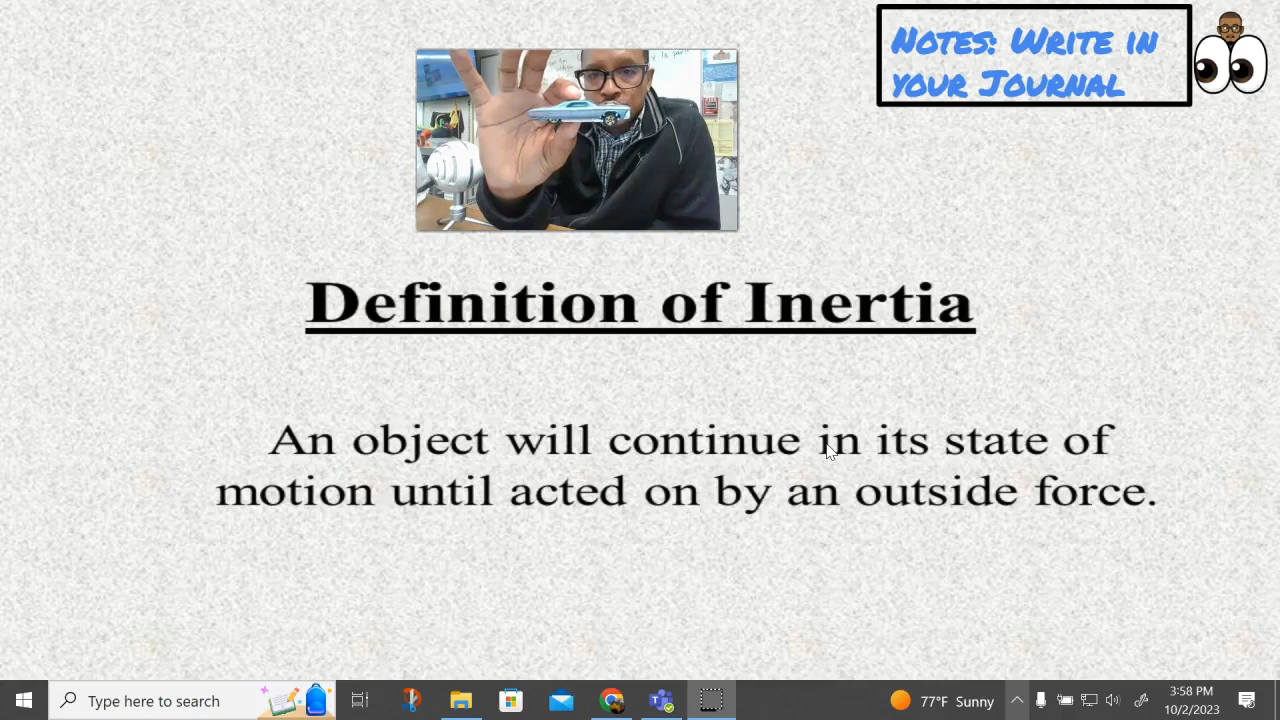 Notes: Write in
your Journal
Definition of Inertia
An object will continue in its state of
motion until acted on by an outside force.
Type here to search
77°F Sunny
3:58 PM
10/2/2023